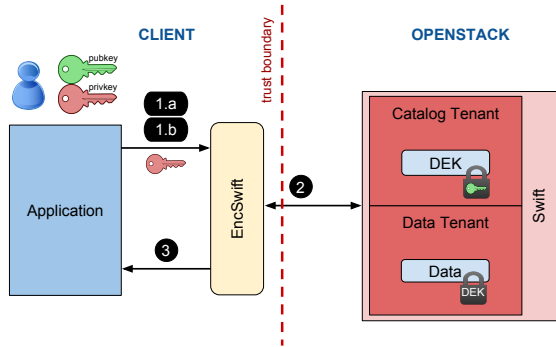 CLIENT
OPENSTACK
trust boundary
pubkey
privkey
1.a
1.b
Application
EncSwift
2
3
Catalog Tenant
DEK
Data Tenant
Data
DEK
Swift